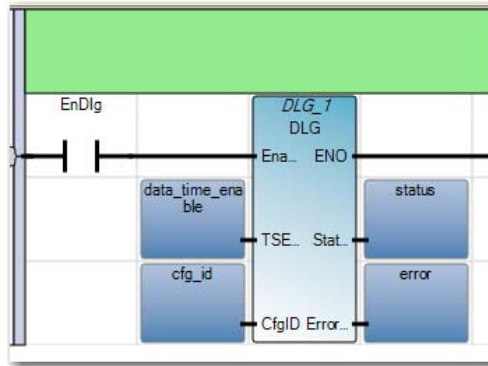 EnDlg
DLG_1
DLG
Ena... ENO
data_time_ena
ble
status
TSE... Stat...
cfg_id
error
CfgID Error...